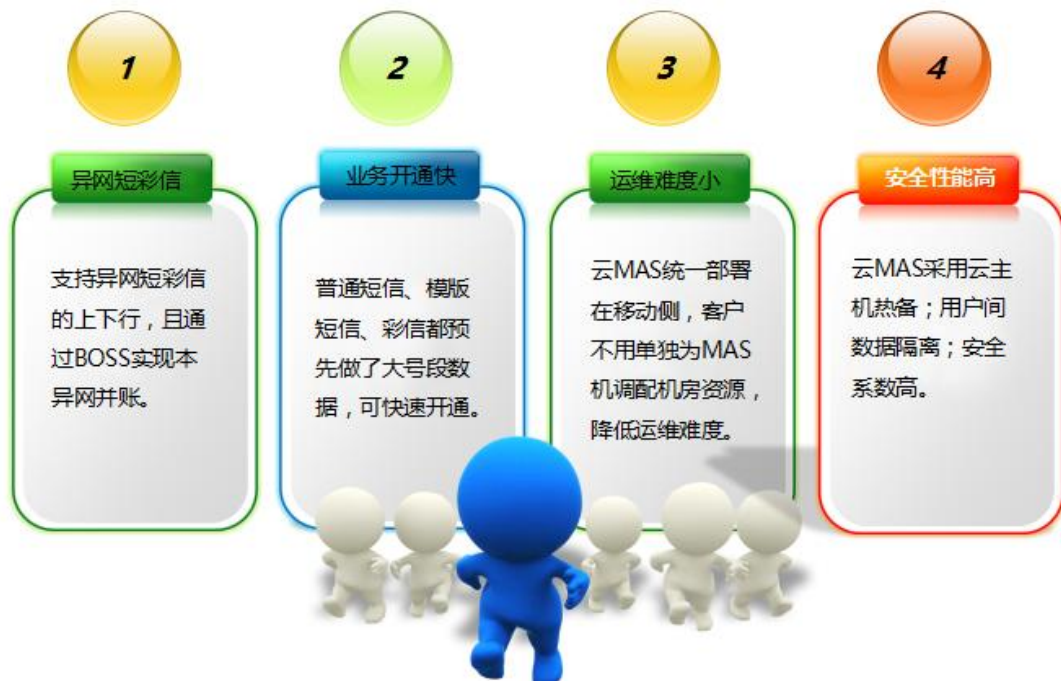 1
2
3
4
异网短彩信
支持异网短彩信
的上下行，且通
过BOSS实现本
异网并账。
业务开通快
普通短信、模版
短信、彩信都预
先做了大号段数
据，可快速开通。
运维难度小
云MAS统一部署
在移动侧，客户
不用单独为MAS
机调配机房资源，
降低运维难度。
安全性能高
云MAS采用云主
机热备；用户间
数据隔离；安全
系数高。